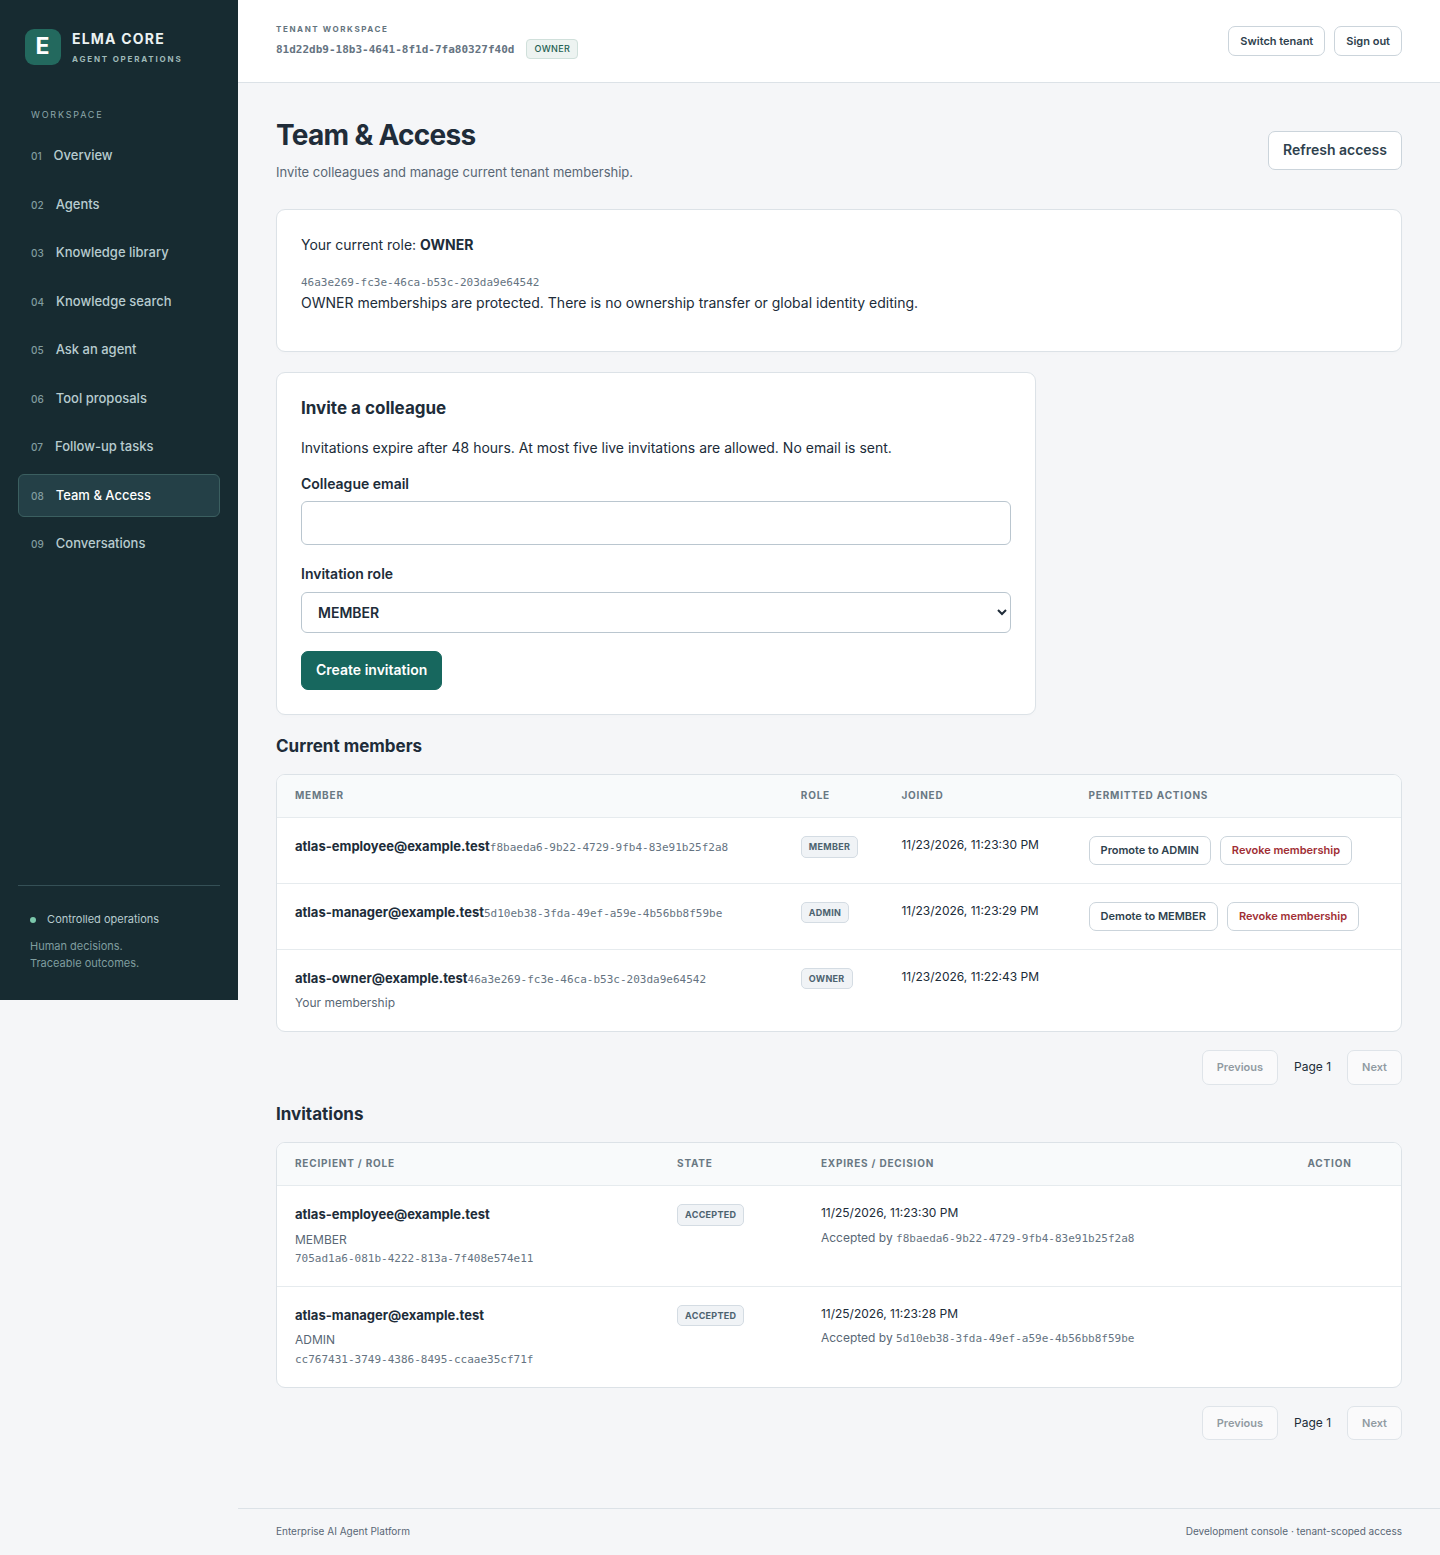 E
ELMA CORE
AGENT OPERATIONS
WORKSPACE
01 Overview
02 Agents
03 Knowledge library
04 Knowledge search
05 Ask an agent
06 Tool proposals
07 Follow-up tasks
08 Team & Access
09 Conversations
Controlled operations
Human decisions.
Traceable outcomes.
TENANT WORKSPACE
81d22db9-18b3-4641-8f1d-7fa80327f40d OWNER
Switch tenant
Sign out
Team & Access
Invite colleagues and manage current tenant membership.
Refresh access
Your current role: OWNER
46a3e269-fc3e-46ca-b53c-203da9e64542
OWNER memberships are protected. There is no ownership transfer or global identity editing.
Invite a colleague
Invitations expire after 48 hours. At most five live invitations are allowed. No email is sent.
Colleague email
Invitation role
MEMBER
Create invitation
Current members
MEMBER ROLE JOINED PERMITTED ACTIONS
atlas-employee@example.testf8baeda6-9b22-4729-9fb4-83e91b25f2a8 MEMBER 11/23/2026, 11:23:30 PM Promote to ADMIN Revoke membership
atlas-manager@example.test5d10eb38-3fda-49ef-a59e-4b56bb8f59be ADMIN 11/23/2026, 11:23:29 PM Demote to MEMBER Revoke membership
atlas-owner@example.test46a3e269-fc3e-46ca-b53c-203da9e64542 OWNER 11/23/2026, 11:22:43 PM
Your membership
Previous Page 1 Next
Invitations
RECIPIENT / ROLE STATE EXPIRES / DECISION ACTION
atlas-employee@example.test ACCEPTED 11/25/2026, 11:23:30 PM
MEMBER Accepted by f8baeda6-9b22-4729-9fb4-83e91b25f2a8
705ad1a6-081b-4222-813a-7f408e574e11
atlas-manager@example.test ACCEPTED 11/25/2026, 11:23:28 PM
ADMIN Accepted by 5d10eb38-3fda-49ef-a59e-4b56bb8f59be
cc767431-3749-4386-8495-ccaae35cf71f
Previous Page 1 Next
Enterprise AI Agent Platform
Development console · tenant-scoped access